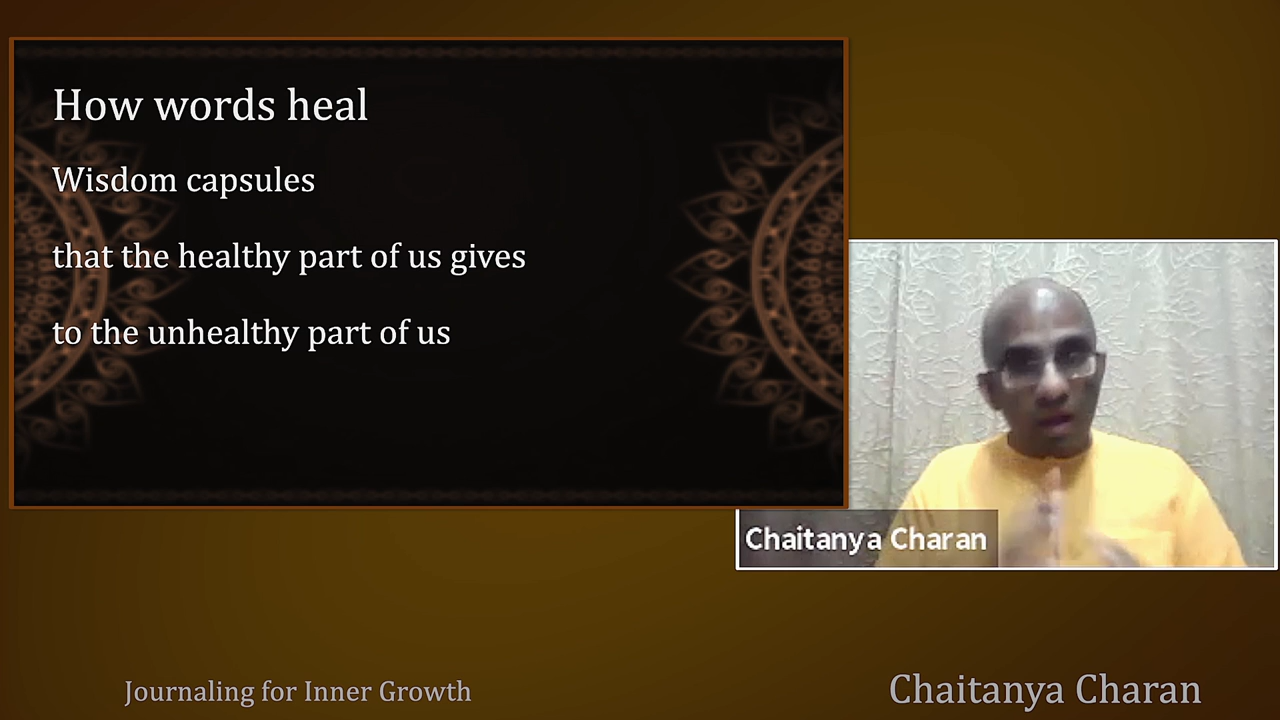 How words heal
Wisdom capsules
that the healthy part of us gives
to the unhealthy part of us
Chaitanya Charan
Journaling for Inner Growth
Chaitanya Charan